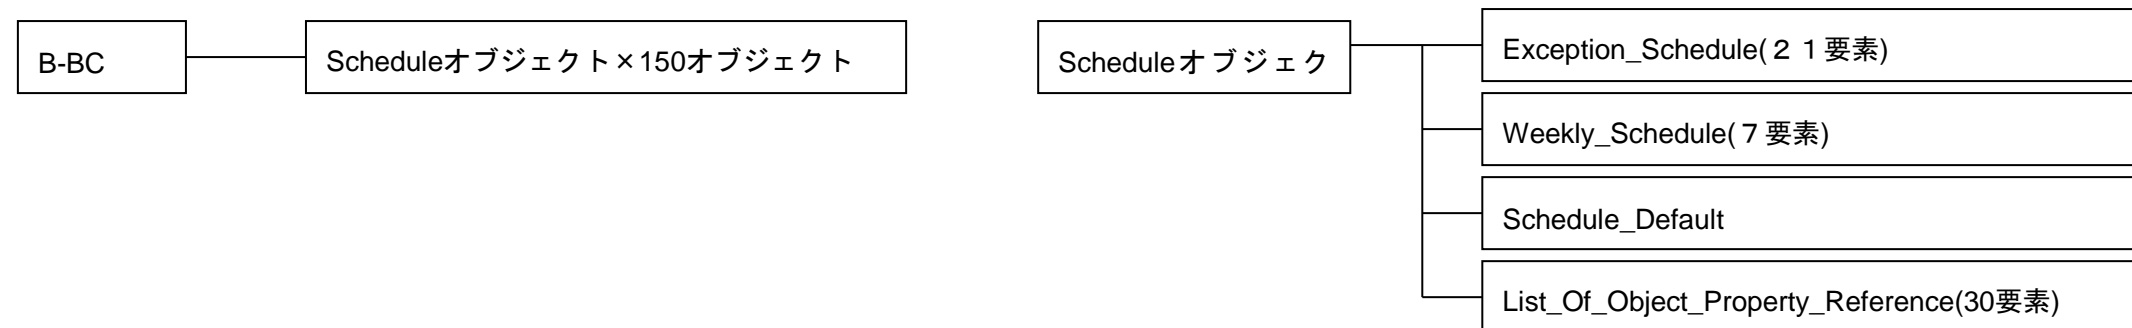 B-BC
Scheduleオブジェクト×150オブジェクト
Scheduleオブジェク
Exception_Schedule(２１要素)
Weekly_Schedule(７要素)
Schedule_Default
List_Of_Object_Property_Reference(30要素)